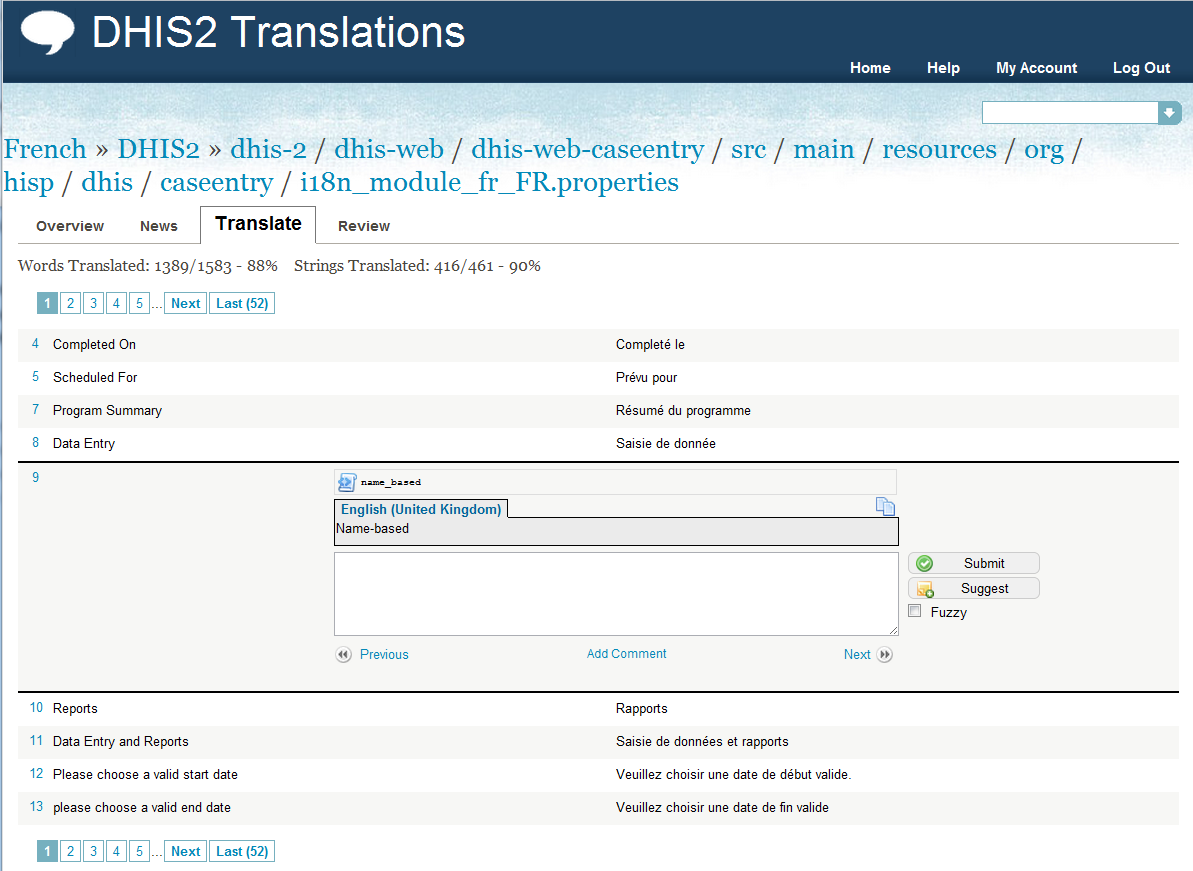 DHIS2 Translations
Home Help My Account Log Out
French » DHIS2 » dhis-2 / dhis-web / dhis-web-caseentry / src / main / resources / org /
hisp / dhis / caseentry / i18n_module_fr_FR.properties
Overview News Translate Review
Words Translated: 1389/1583 - 88% Strings Translated: 416/461 - 90%
1 2 3 4 5 ... Next Last (52)
4 Completed On Completé le
5 Scheduled For Prévu pour
7 Program Summary Résumé du programme
8 Data Entry Saisie de donnée
9 name_based
English (United Kingdom)
Name-based
Submit
Suggest
Fuzzy
Previous Add Comment Next
10 Reports Rapports
11 Data Entry and Reports Saisie de données et rapports
12 Please choose a valid start date Veuillez choisir une date de début valide.
13 please choose a valid end date Veuillez choisir une date de fin valide
1 2 3 4 5 ... Next Last (52)